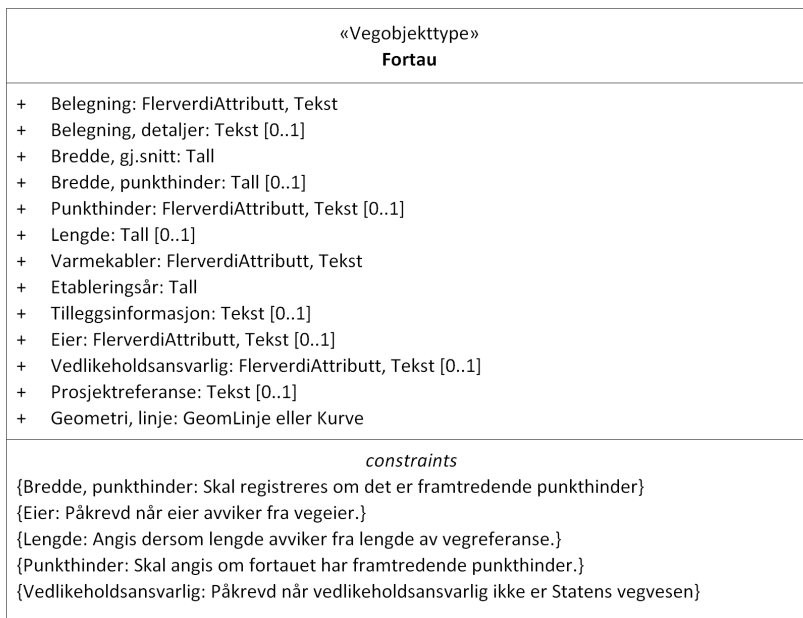 «Vegobjekttype»
Fortau
+ Belegning: FlerverdiAttributt, Tekst
+ Belegning, detaljer: Tekst [0..1]
+ Bredde, gj.snitt: Tall
+ Bredde, punkthinder: Tall [0..1]
+ Punkthinder: FlerverdiAttributt, Tekst [0..1]
+ Lengde: Tall [0..1]
+ Varmekabler: FlerverdiAttributt, Tekst
+ Etableringsår: Tall
+ Tilleggsinformasjon: Tekst [0..1]
+ Eier: FlerverdiAttributt, Tekst [0..1]
+ Vedlikeholdsansvarlig: FlerverdiAttributt, Tekst [0..1]
+ Prosjektreferanse: Tekst [0..1]
+ Geometri, linje: GeomLinje eller Kurve
constraints
{Bredde, punkthinder: Skal registreres om det er framtredende punkthinder}
{Eier: Påkrevd når eier avviker fra vegeier.}
{Lengde: Angis dersom lengde avviker fra lengde av vegreferanse.}
{Punkthinder: Skal angis om fortauet har framtredende punkthinder.}
{Vedlikeholdsansvarlig: Påkrevd når vedlikeholdsansvarlig ikke er Statens vegvesen}